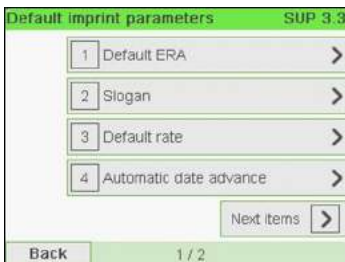 Default imprint parameters SUP 3.3
1 Default ERA
2 Slogan
3 Default rate
4 Automatic date advance
Next items
Back 1 / 2